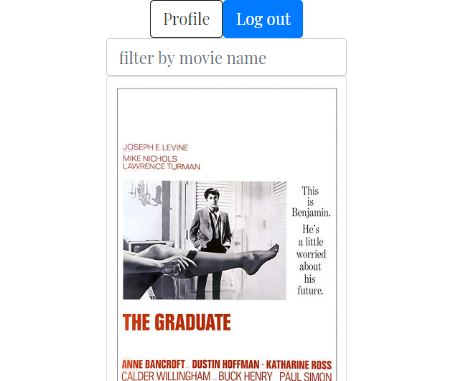 Profile Log out
filter by movie name
JOSEPH E. LEVINE
MIKE NICHOLS
LAWRENCE TURMAN
This
is
Benjamin.
He's
a little
worried
about
his
future.
THE GRADUATE
ANNE BANCROFT... DUSTIN HOFFMAN · KATHARINE ROSS
CALDER WILLINGHAM... BUCK HENRY PAUL SIMON